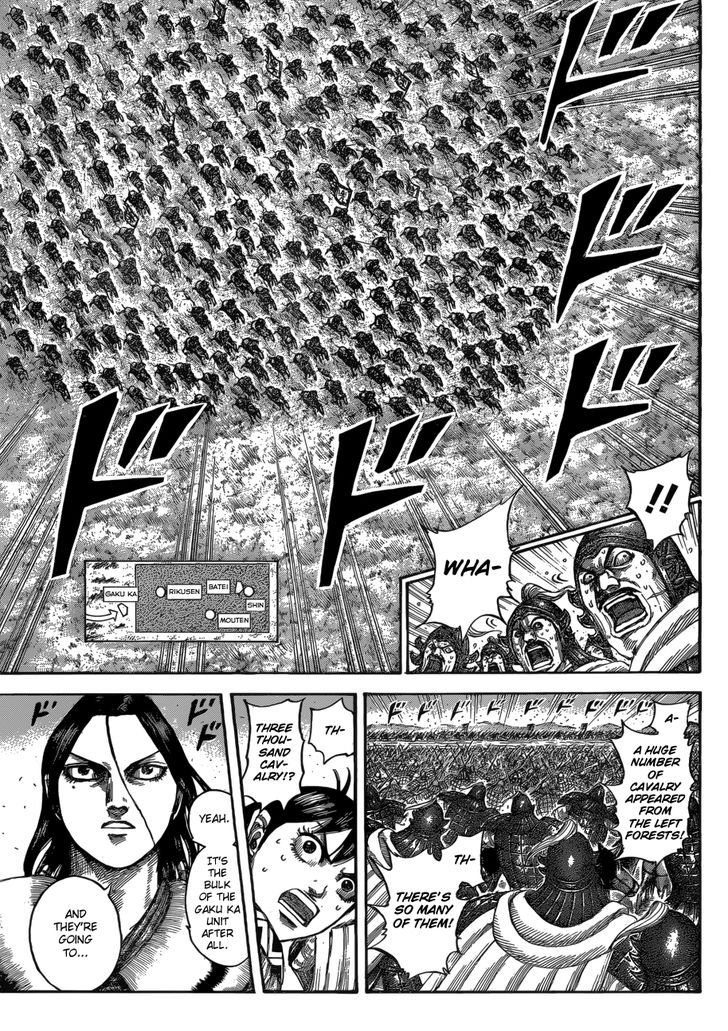 ド
ド
ド
ド
ド
!!
WHA-
GAKU KA
RIKUSEN
BATEI
SHIN
MOUTEN
ド ド ド ド ド ド ド ド
A-
A HUGE
NUMBER
OF
CAVALRY
APPEARED
FROM
THE LEFT
FORESTS!
TH-
THERE'S
SO MANY
OF THEM!
TH-
THREE
THOU-
SAND
CAV-
ALRY!?
ド
ド
ド
YEAH.
IT'S
THE
BULK OF
THE
GAKU KA
UNIT
AFTER
ALL.
AND
THEY'RE
GOING
TO...